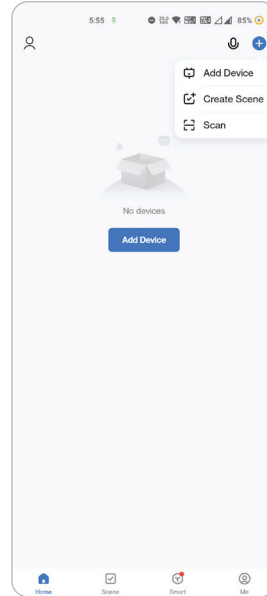 5:55
85%
Add Device
Create Scene
Scan
No devices
Add Device
Home
Scene
Smart
Me